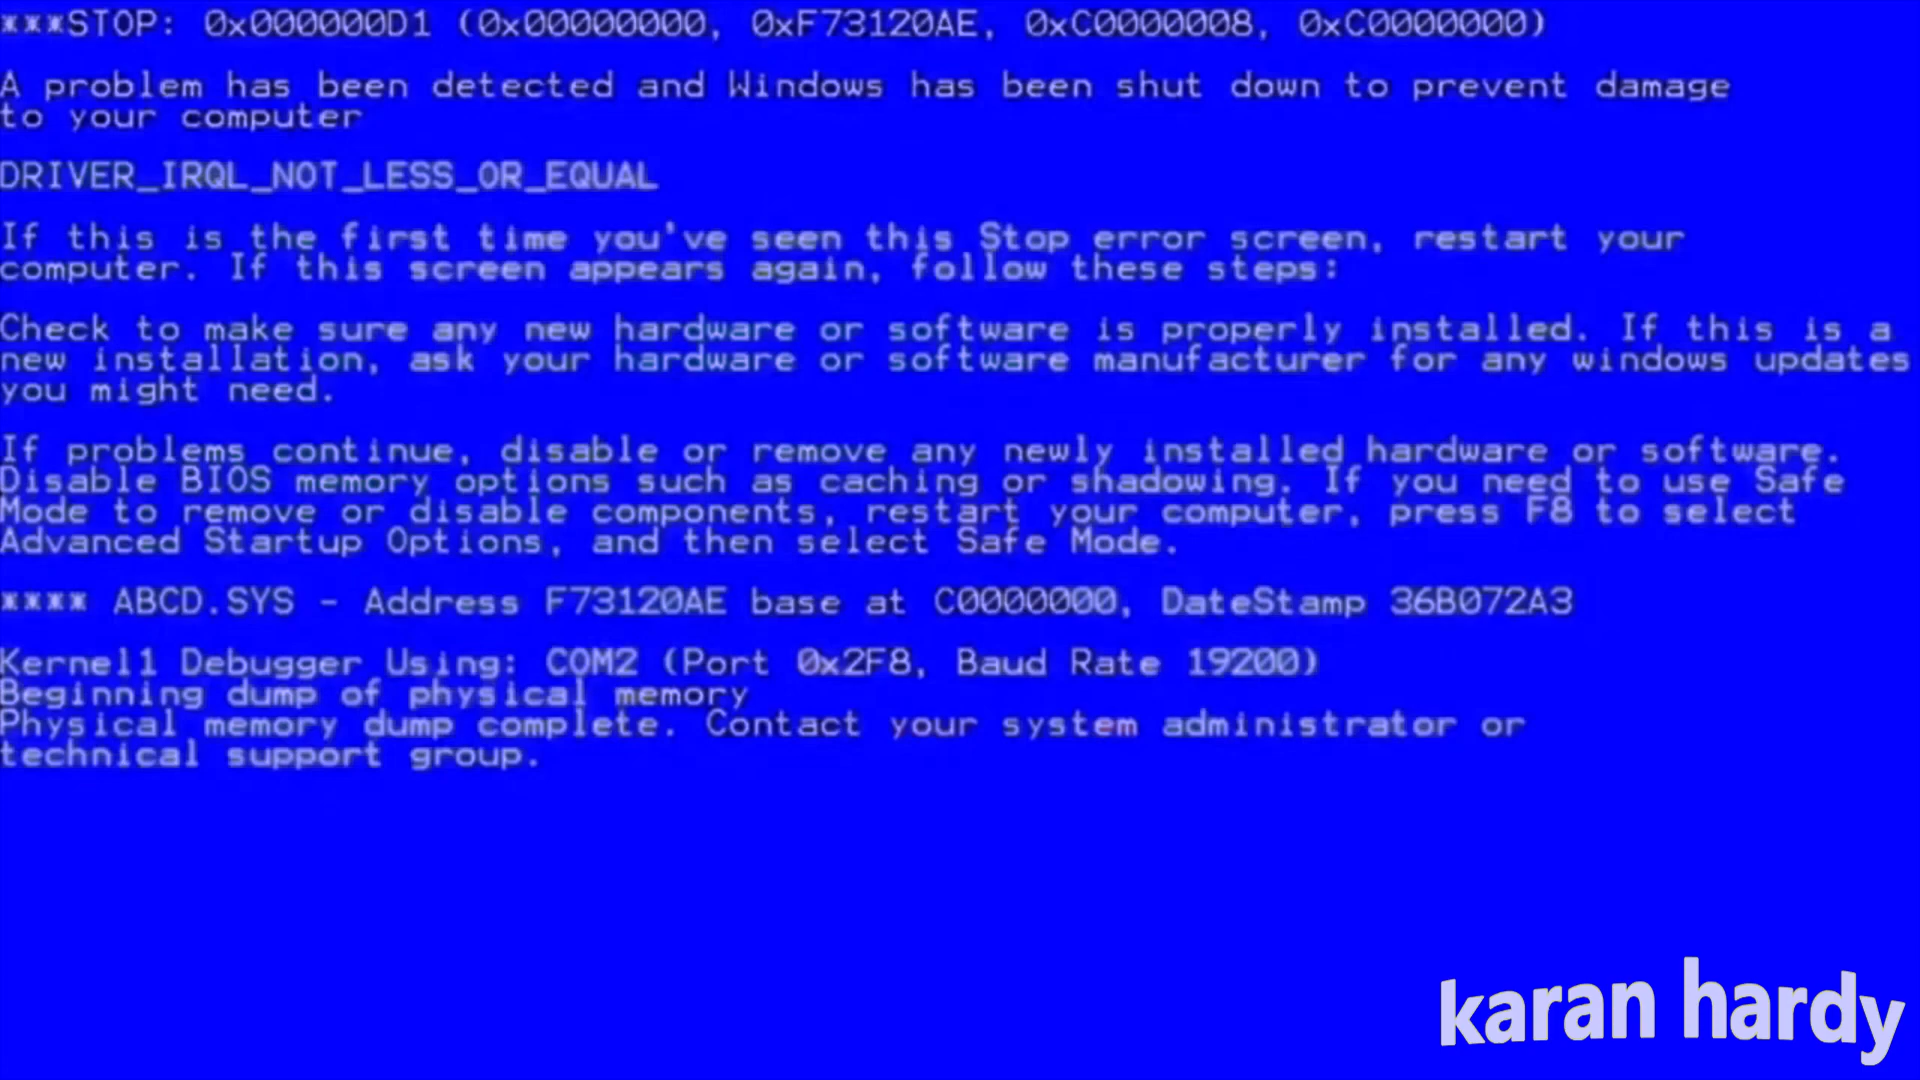 ***STOP: 0x000000D1 (0x00000000, 0xF73120AE, 0xC0000008, 0xC0000000)
A problem has been detected and Windows has been shut down to prevent damage
to your computer
DRIVER_IRQL_NOT_LESS_OR_EQUAL
If this is the first time you've seen this Stop error screen, restart your
computer. If this screen appears again, follow these steps:
Check to make sure any new hardware or software is properly installed. If this is a
new installation, ask your hardware or software manufacturer for any windows updates
you might need.
If problems continue, disable or remove any newly installed hardware or software.
Disable BIOS memory options such as caching or shadowing. If you need to use Safe
Mode to remove or disable components, restart your computer, press F8 to select
Advanced Startup Options, and then select Safe Mode.
**** ABCD.SYS - Address F73120AE base at C0000000, DateStamp 36B072A3
Kernel1 Debugger Using: COM2 (Port 0x2F8, Baud Rate 19200)
Beginning dump of physical memory
Physical memory dump complete. Contact your system administrator or
technical support group.
karan hardy